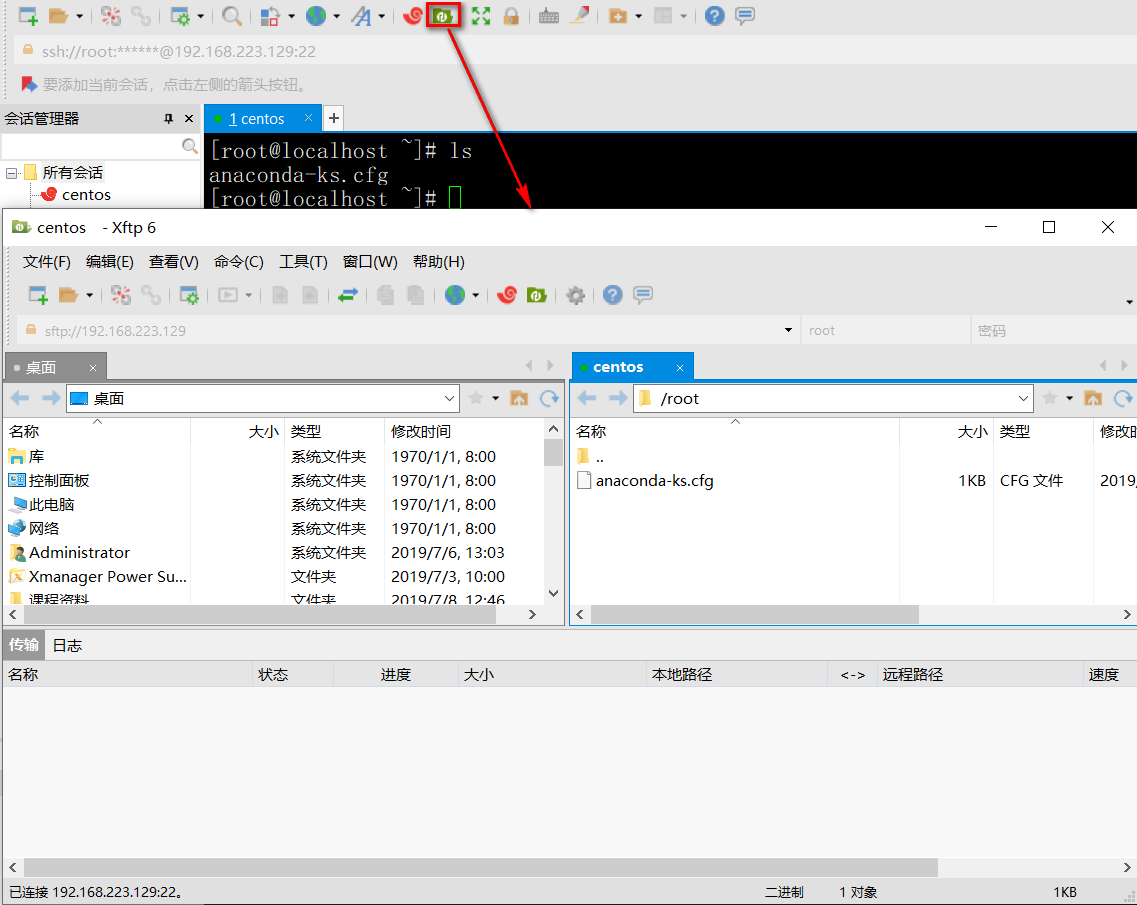 ssh://root:******@192.168.223.129:22
要添加当前会话，点击左侧的箭头按钮。
会话管理器
1 centos
[root@localhost ~]# ls
anaconda-ks.cfg
[root@localhost ~]#
所有会话
centos
centos - Xftp 6
文件(F) 编辑(E) 查看(V) 命令(C) 工具(T) 窗口(W) 帮助(H)
sftp://192.168.223.129 root 密码
桌面 centos
桌面 /root
名称 大小 类型 修改时间 名称 大小 类型
库 系统文件夹 1970/1/1, 8:00 ..
控制面板 系统文件夹 1970/1/1, 8:00 anaconda-ks.cfg 1KB CFG 文件 2019/
此电脑 系统文件夹 1970/1/1, 8:00
网络 系统文件夹 1970/1/1, 8:00
Administrator 系统文件夹 2019/7/6, 13:03
Xmanager Power Su... 文件夹 2019/7/3, 10:00
课程资料 文件夹 2019/7/8, 12:46
传输 日志
名称 状态 进度 大小 本地路径 <-> 远程路径 速度
已连接 192.168.223.129:22。 二进制 1 对象 1KB